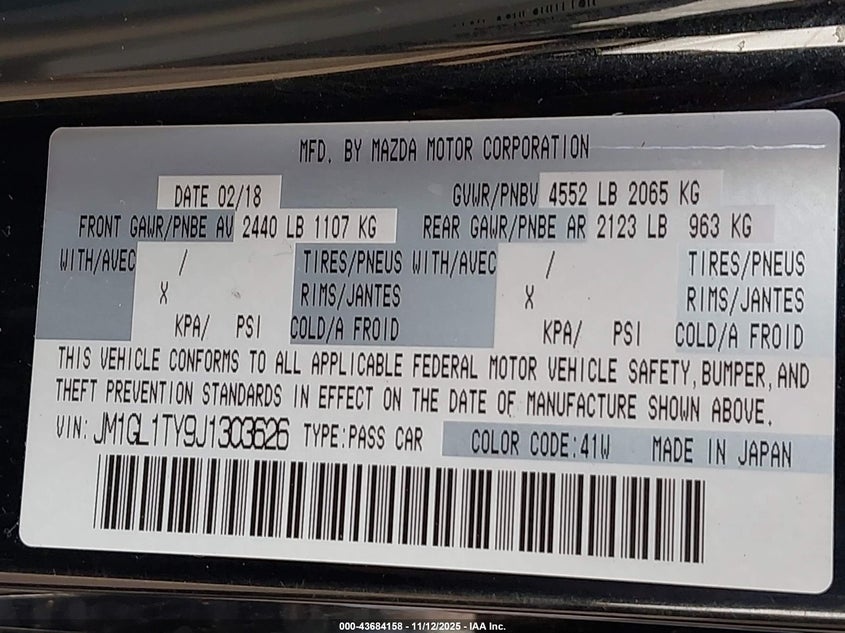 MFD. BY MAZDA MOTOR CORPORATION
DATE 02/18 GVWR/PNBV 4552 LB 2065 KG
FRONT GAWR/PNBE AV 2440 LB 1107 KG REAR GAWR/PNBE AR 2123 LB 963 KG
WITH/AVEC / TIRES/PNEUS WITH/AVEC / TIRES/PNEUS
X RIMS/JANTES X RIMS/JANTES
KPA/ PSI COLD/A FROID KPA/ PSI COLD/A FROID
THIS VEHICLE CONFORMS TO ALL APPLICABLE FEDERAL MOTOR VEHICLE SAFETY, BUMPER, AND
THEFT PREVENTION STANDARDS IN EFFECT ON THE DATE OF MANUFACTURE SHOWN ABOVE.
VIN: JM1GL1TY9J1303626 TYPE:PASS CAR COLOR CODE:41W MADE IN JAPAN
000-43684158 - 11/12/2025 - IAA Inc.